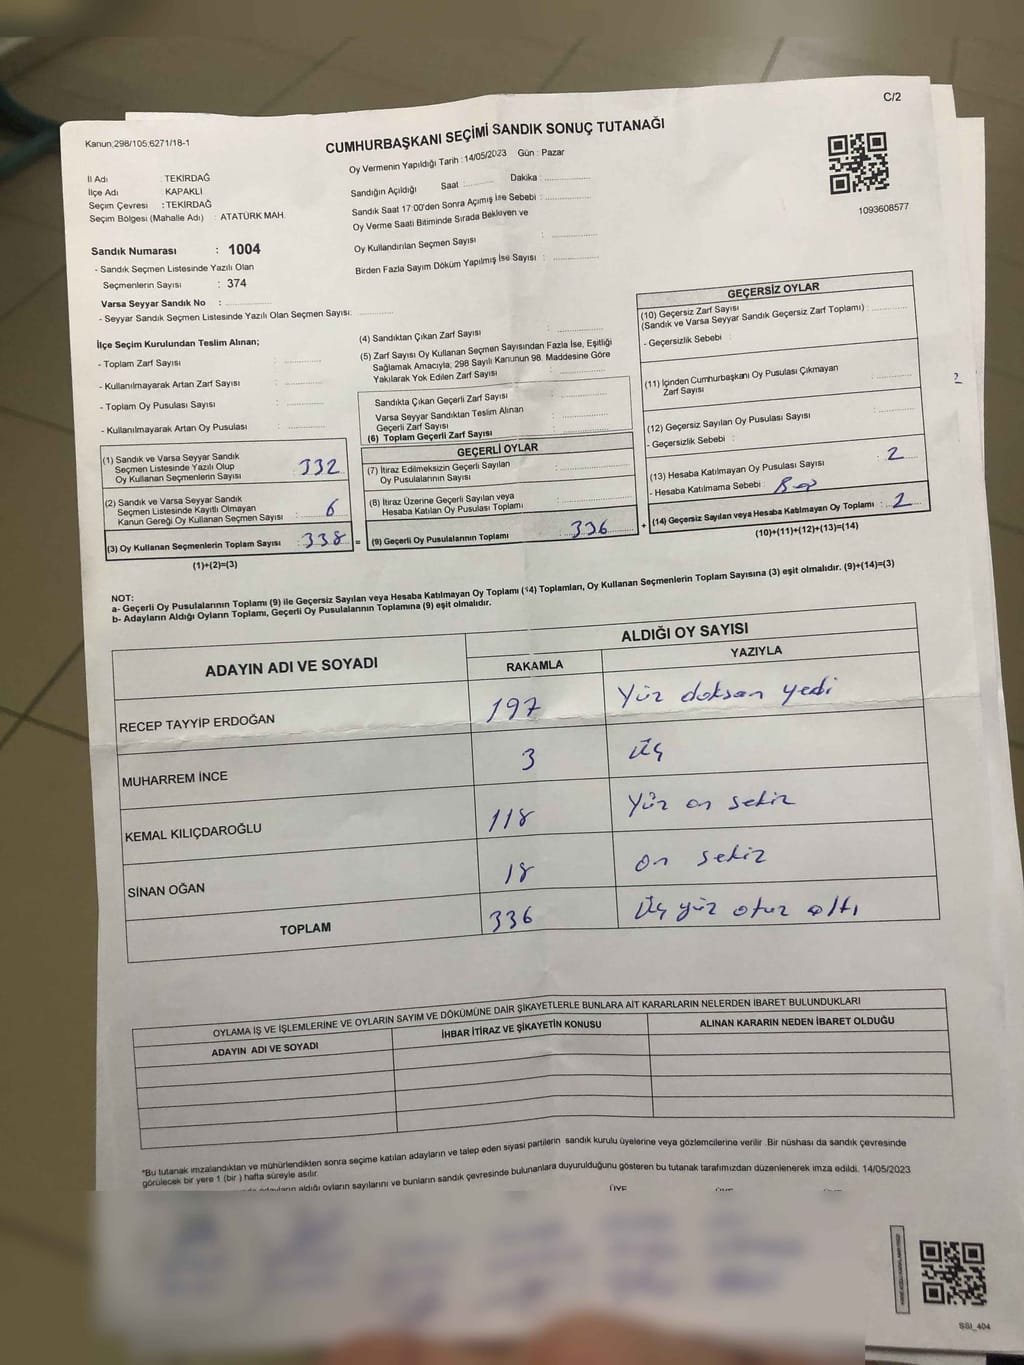 C/2
Kanun;298/105;6271/18-1
CUMHURBAŞKANI SEÇİMİ SANDIK SONUÇ TUTANAĞI
Oy Vermenin Yapıldığı Tarih :14/05/2023 Gün : Pazar
İl Adı : TEKİRDAĞ
İlçe Adı : KAPAKLI
Seçim Çevresi : TEKİRDAĞ
Seçim Bölgesi (Mahalle Adı) : ATATÜRK MAH.
Sandık Numarası : 1004
- Sandık Seçmen Listesinde Yazılı Olan
Seçmenlerin Sayısı : 374
Varsa Seyyar Sandık No :
- Seyyar Sandık Seçmen Listesinde Yazılı Olan Seçmen Sayısı:
Sandığın Açıldığı Saat : Dakika :
Sandık Saat 17:00'den Sonra Açımış İse Sebebi :
Oy Verme Saati Bitiminde Sırada Bekliyen ve
Oy Kullandırılan Seçmen Sayısı :
Birden Fazla Sayım Döküm Yapılmış İse Sayısı :
1093608577
İlçe Seçim Kurulundan Teslim Alınan;
- Toplam Zarf Sayısı :
- Kullanılmayarak Artan Zarf Sayısı :
- Toplam Oy Pusulası Sayısı :
- Kullanılmayarak Artan Oy Pusulası :
(4) Sandıktan Çıkan Zarf Sayısı :
(5) Zarf Sayısı Oy Kullanan Seçmen Sayısından Fazla İse, Eşitliği
Sağlamak Amacıyla; 298 Sayılı Kanunun 98. Maddesine Göre
Yakılarak Yok Edilen Zarf Sayısı :
Sandıkta Çıkan Geçerli Zarf Sayısı :
Varsa Seyyar Sandıktan Teslim Alınan
Geçerli Zarf Sayısı :
(6) Toplam Geçerli Zarf Sayısı
GEÇERSİZ OYLAR
(10) Geçersiz Zarf Sayısı
(Sandık ve Varsa Seyyar Sandık Geçersiz Zarf Toplamı) :
- Geçersizlik Sebebi :
(11) İçinden Cumhurbaşkanı Oy Pusulası Çıkmayan
Zarf Sayısı :
2
(12) Geçersiz Sayılan Oy Pusulası Sayısı :
- Geçersizlik Sebebi :
(13) Hesaba Katılmayan Oy Pusulası Sayısı : 2
- Hesaba Katılmama Sebebi :
(14) Geçersiz Sayılan veya Hesaba Katılmayan Oy Toplamı : 2
(10)+(11)+(12)+(13)=(14)
(1) Sandık ve Varsa Seyyar Sandık
Seçmen Listesinde Yazılı Olup
Oy Kullanan Seçmenlerin Sayısı : 332
(2) Sandık ve Varsa Seyyar Sandık
Seçmen Listesinde Kayıtlı Olmayan
Kanun Gereği Oy Kullanan Seçmen Sayısı : 6
(3) Oy Kullanan Seçmenlerin Toplam Sayısı : 338
(1)+(2)=(3)
=
GEÇERLİ OYLAR
(7) İtiraz Edilmeksizin Geçerli Sayılan
Oy Pusulalarının Sayısı :
(8) İtiraz Üzerine Geçerli Sayılan veya
Hesaba Katılan Oy Pusulası Toplamı :
(9) Geçerli Oy Pusulalarının Toplamı : 336
+
NOT:
a- Geçerli Oy Pusulalarının Toplamı (9) ile Geçersiz Sayılan veya Hesaba Katılmayan Oy Toplamı (14) Toplamları, Oy Kullanan Seçmenlerin Toplam Sayısına (3) eşit olmalıdır. (9)+(14)=(3)
b- Adayların Aldığı Oyların Toplamı, Geçerli Oy Pusulalarının Toplamına (9) eşit olmalıdır.
ADAYIN ADI VE SOYADI
ALDIĞI OY SAYISI
RAKAMLA YAZIYLA
RECEP TAYYİP ERDOĞAN 197 Yüz doksan yedi
MUHARREM İNCE 3 Üç
KEMAL KILIÇDAROĞLU 118 Yüz on sekiz
SİNAN OĞAN 18 on sekiz
TOPLAM 336 Üç yüz otuz altı
OYLAMA İŞ VE İŞLEMLERİNE VE OYLARIN SAYIM VE DÖKÜMÜNE DAİR ŞİKAYETLERLE BUNLARA AİT KARARLARIN NELERDEN İBARET BULUNDUKLARI
ADAYIN ADI VE SOYADI İHBAR İTİRAZ VE ŞİKAYETİN KONUSU ALINAN KARARIN NEDEN İBARET OLDUĞU
*Bu tutanak imzalandıktan ve mühürlendikten sonra seçime katılan adayların ve talep eden siyasi partilerin sandık kurulu üyelerine veya gözlemcilerine verilir .Bir nüshası da sandık çevresinde
görülecek bir yere 1 (bir ) hafta süreyle asılır.
aldığı oyların sayılarını ve bunların sandık çevresinde bulunanlara duyurulduğunu gösteren bu tutanak tarafımızdan düzenlenerek imza edildi. 14/05/2023
SSI_404